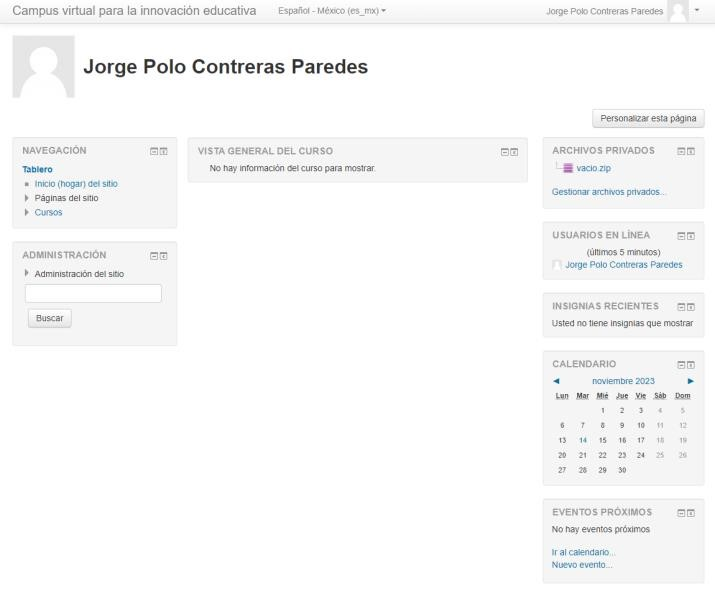 Campus virtual para la innovación educativa
Español - México (es_mx)
Jorge Polo Contreras Paredes
Jorge Polo Contreras Paredes
Personalizar esta página
NAVEGACIÓN
Tablero
Inicio (hogar) del sitio
Páginas del sitio
Cursos
ADMINISTRACIÓN
Administración del sitio
Buscar
VISTA GENERAL DEL CURSO
No hay información del curso para mostrar.
ARCHIVOS PRIVADOS
vacio.zip
Gestionar archivos privados...
USUARIOS EN LÍNEA
(últimos 5 minutos)
Jorge Polo Contreras Paredes
INSIGNIAS RECIENTES
Usted no tiene insignias que mostrar
CALENDARIO
noviembre 2023
Lun Mar Mié Jue Vie Sáb Dom
1 2 3 4 5
6 7 8 9 10 11 12
13 14 15 16 17 18 19
20 21 22 23 24 25 26
27 28 29 30
EVENTOS PRÓXIMOS
No hay eventos próximos
Ir al calendario...
Nuevo evento...